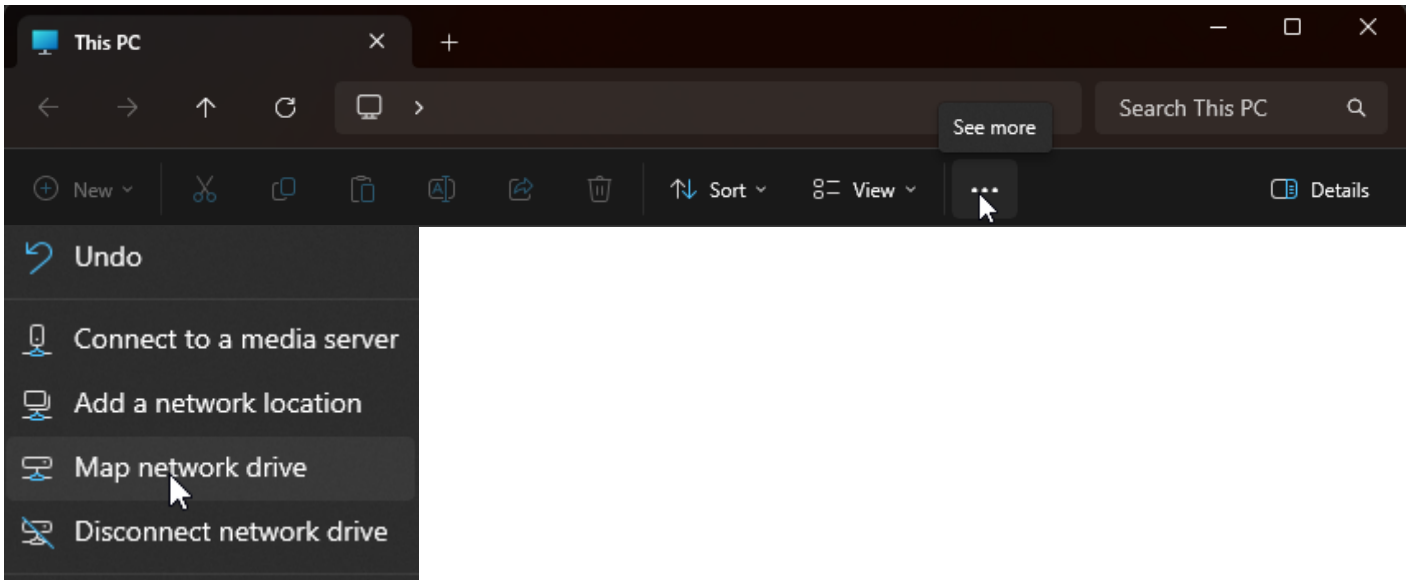 This PC
Search This PC
See more
New
Sort
View
Details
Undo
Connect to a media server
Add a network location
Map network drive
Disconnect network drive